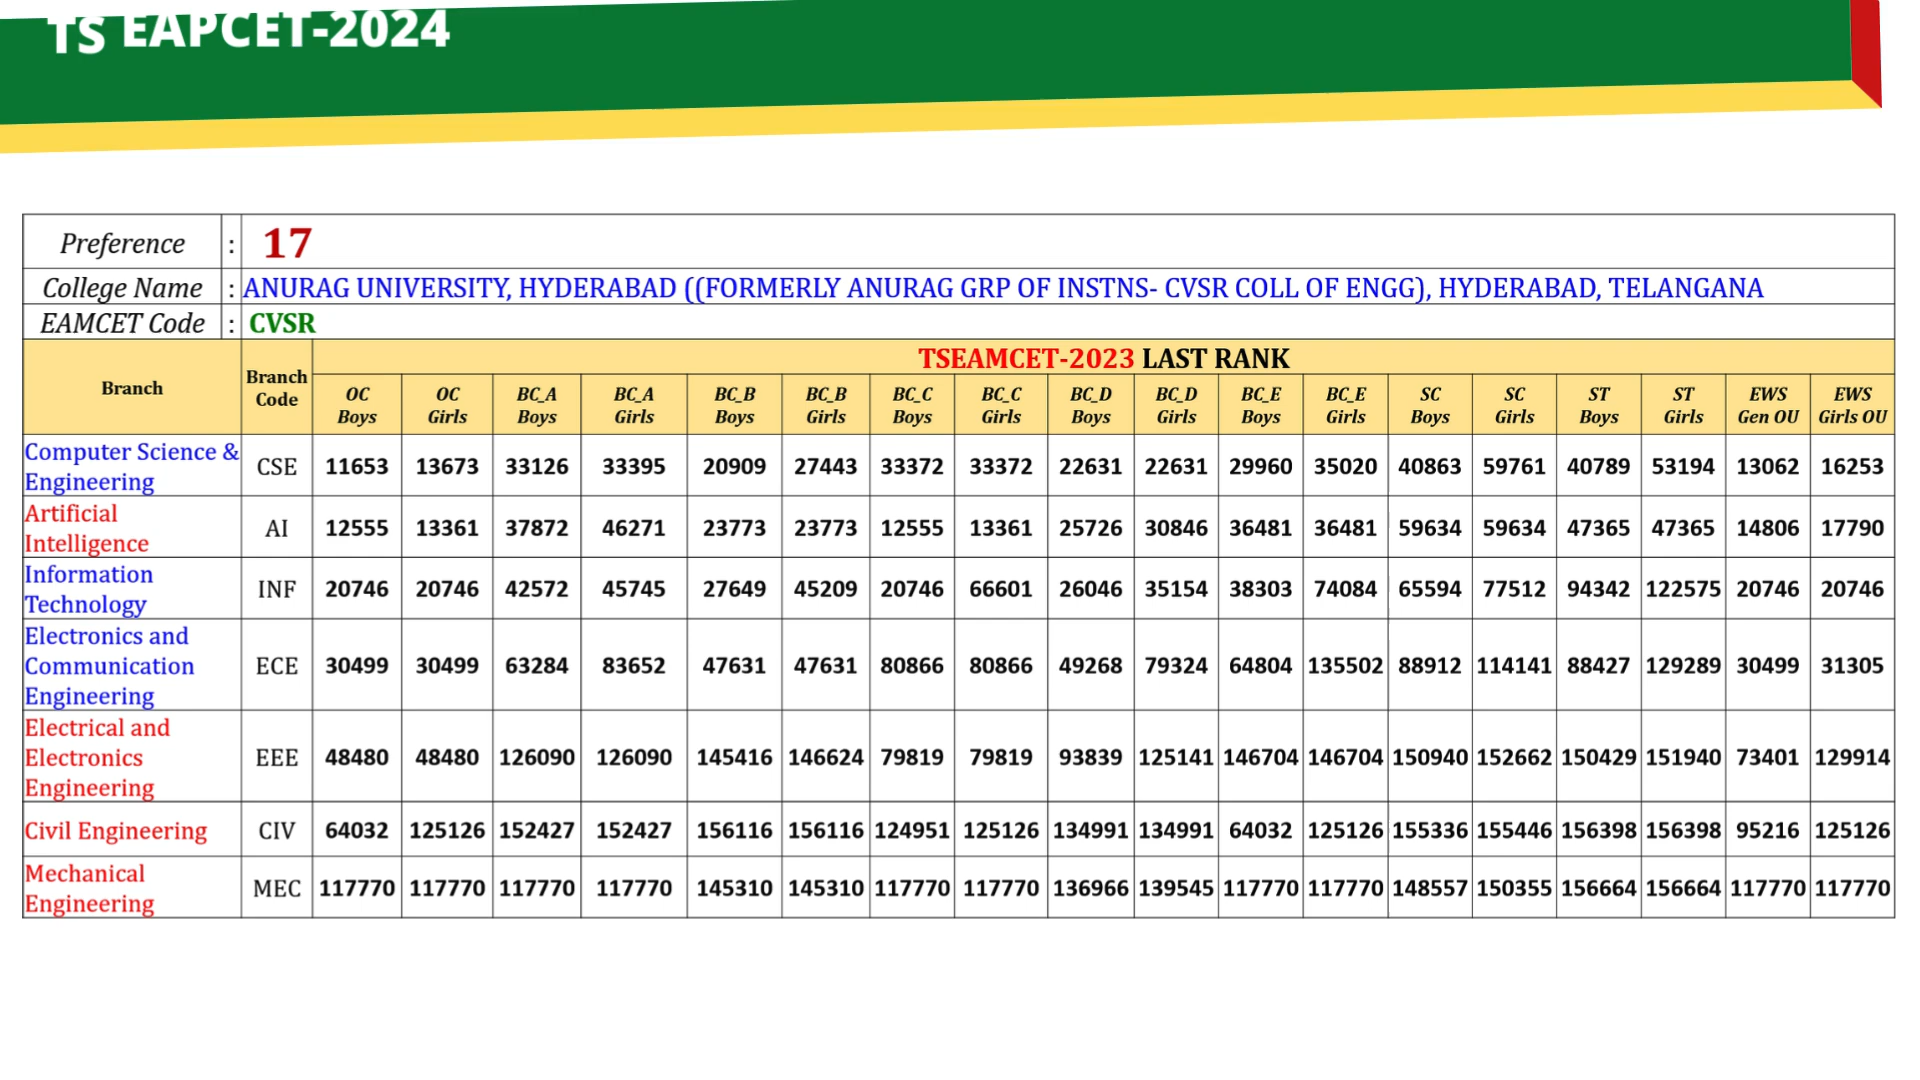 TS EAPCET-2024
Preference : 17
College Name : ANURAG UNIVERSITY, HYDERABAD ((FORMERLY ANURAG GRP OF INSTNS- CVSR COLL OF ENGG), HYDERABAD, TELANGANA
EAMCET Code : CVSR
Branch Branch Code TSEAMCET-2023 LAST RANK
OC Boys OC Girls BC_A Boys BC_A Girls BC_B Boys BC_B Girls BC_C Boys BC_C Girls BC_D Boys BC_D Girls BC_E Boys BC_E Girls SC Boys SC Girls ST Boys ST Girls EWS Gen OU EWS Girls OU
Computer Science & Engineering CSE 11653 13673 33126 33395 20909 27443 33372 33372 22631 22631 29960 35020 40863 59761 40789 53194 13062 16253
Artificial Intelligence AI 12555 13361 37872 46271 23773 23773 12555 13361 25726 30846 36481 36481 59634 59634 47365 47365 14806 17790
Information Technology INF 20746 20746 42572 45745 27649 45209 20746 66601 26046 35154 38303 74084 65594 77512 94342 122575 20746 20746
Electronics and Communication Engineering ECE 30499 30499 63284 83652 47631 47631 80866 80866 49268 79324 64804 135502 88912 114141 88427 129289 30499 31305
Electrical and Electronics Engineering EEE 48480 48480 126090 126090 145416 146624 79819 79819 93839 125141 146704 146704 150940 152662 150429 151940 73401 129914
Civil Engineering CIV 64032 125126 152427 152427 156116 156116 124951 125126 134991 134991 64032 125126 155336 155446 156398 156398 95216 125126
Mechanical Engineering MEC 117770 117770 117770 117770 145310 145310 117770 117770 136966 139545 117770 117770 148557 150355 156664 156664 117770 117770